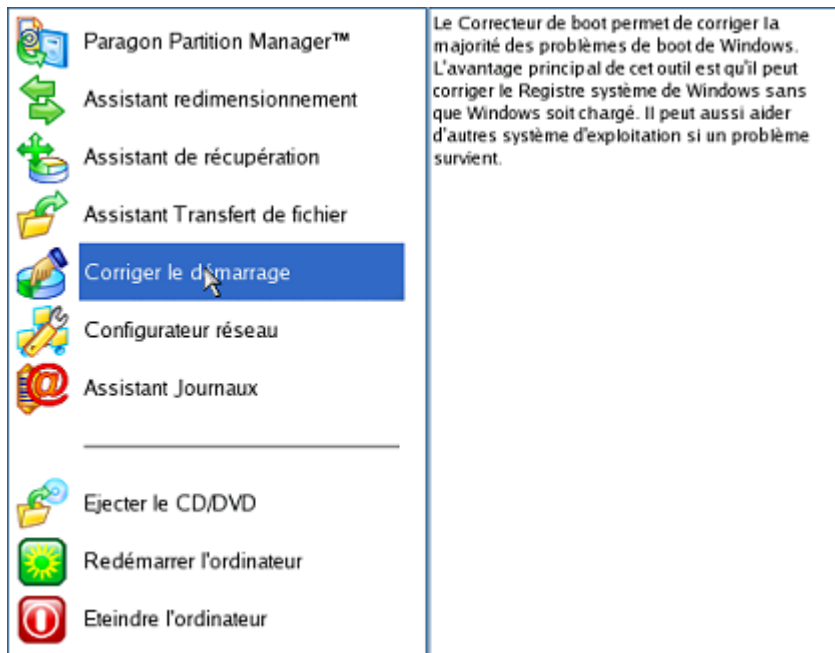 Paragon Partition Manager™
Assistant redimensionnement
Assistant de récupération
Assistant Transfert de fichier
Corriger le démarrage
Configurateur réseau
Assistant Journaux
Ejecter le CD/DVD
Redémarrer l'ordinateur
Eteindre l'ordinateur
Le Correcteur de boot permet de corriger la
majorité des problèmes de boot de Windows.
L'avantage principal de cet outil est qu'il peut
corriger le Registre système de Windows sans
que Windows soit chargé. Il peut aussi aider
d'autres système d'exploitation si un problème
survient.